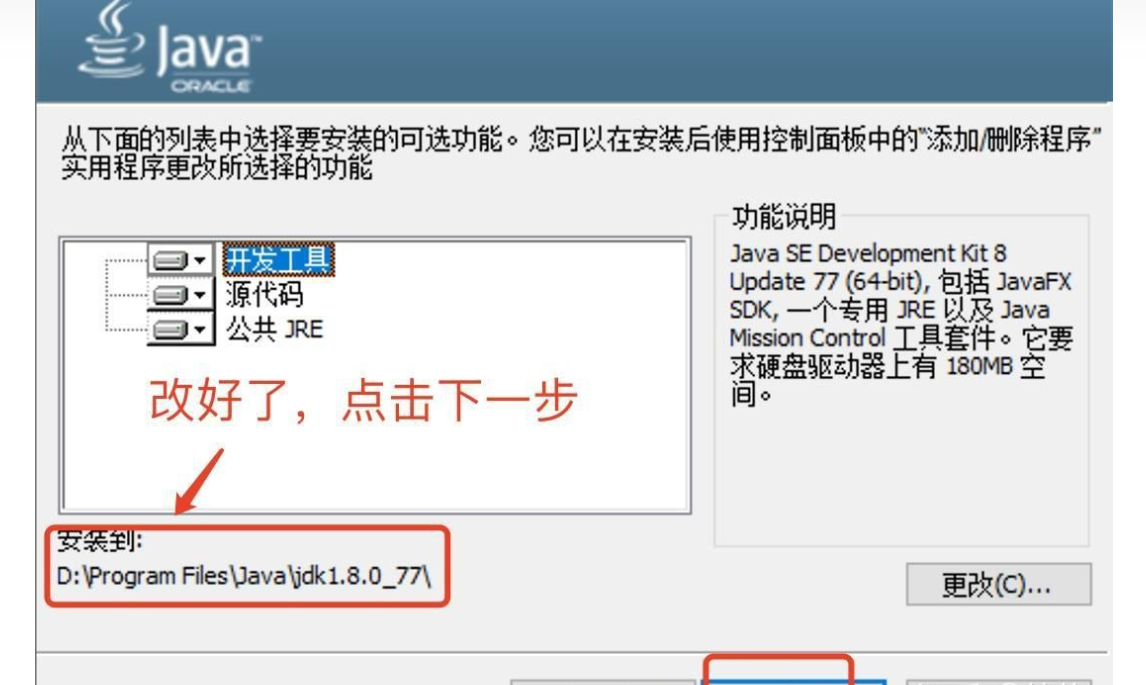 Java
ORACLE
从下面的列表中选择要安装的可选功能。您可以在安装后使用控制面板中的“添加/删除程序”
实用程序更改所选择的功能
开发工具
源代码
公共 JRE
改好了，点击下一步
功能说明
Java SE Development Kit 8
Update 77 (64-bit), 包括 JavaFX
SDK, 一个专用 JRE 以及 Java
Mission Control 工具套件。它要
求硬盘驱动器上有 180MB 空
间。
安装到:
D:\Program Files\Java\jdk1.8.0_77\
更改(C)...